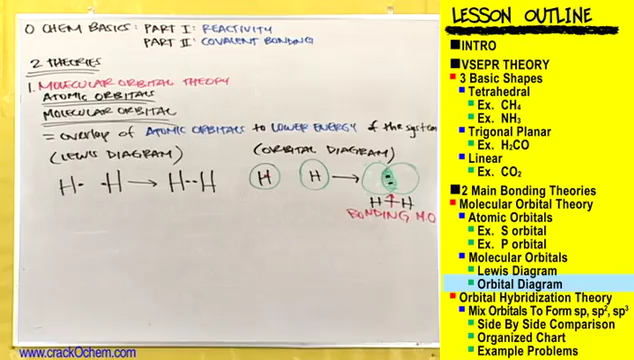 O CHEM BASICS: PART I: REACTIVITY
PART II: COVALENT BONDING
2 THEORIES
1. MOLECULAR ORBITAL THEORY
ATOMIC ORBITALS
MOLECULAR ORBITAL
= overlap of ATOMIC ORBITALS to LOWER ENERGY of the system
(LEWIS DIAGRAM)
(ORBITAL DIAGRAM)
H· ·H → H··H
H H →
H H
BONDING M.O
www.crackOchem.com
LESSON OUTLINE
INTRO
VSEPR THEORY
3 Basic Shapes
Tetrahedral
Ex. CH₄
Ex. NH₃
Trigonal Planar
Ex. H₂CO
Linear
Ex. CO₂
2 Main Bonding Theories
Molecular Orbital Theory
Atomic Orbitals
Ex. S orbital
Ex. P orbital
Molecular Orbitals
Lewis Diagram
Orbital Diagram
Orbital Hybridization Theory
Mix Orbitals To Form sp, sp², sp³
Side By Side Comparison
Organized Chart
Example Problems